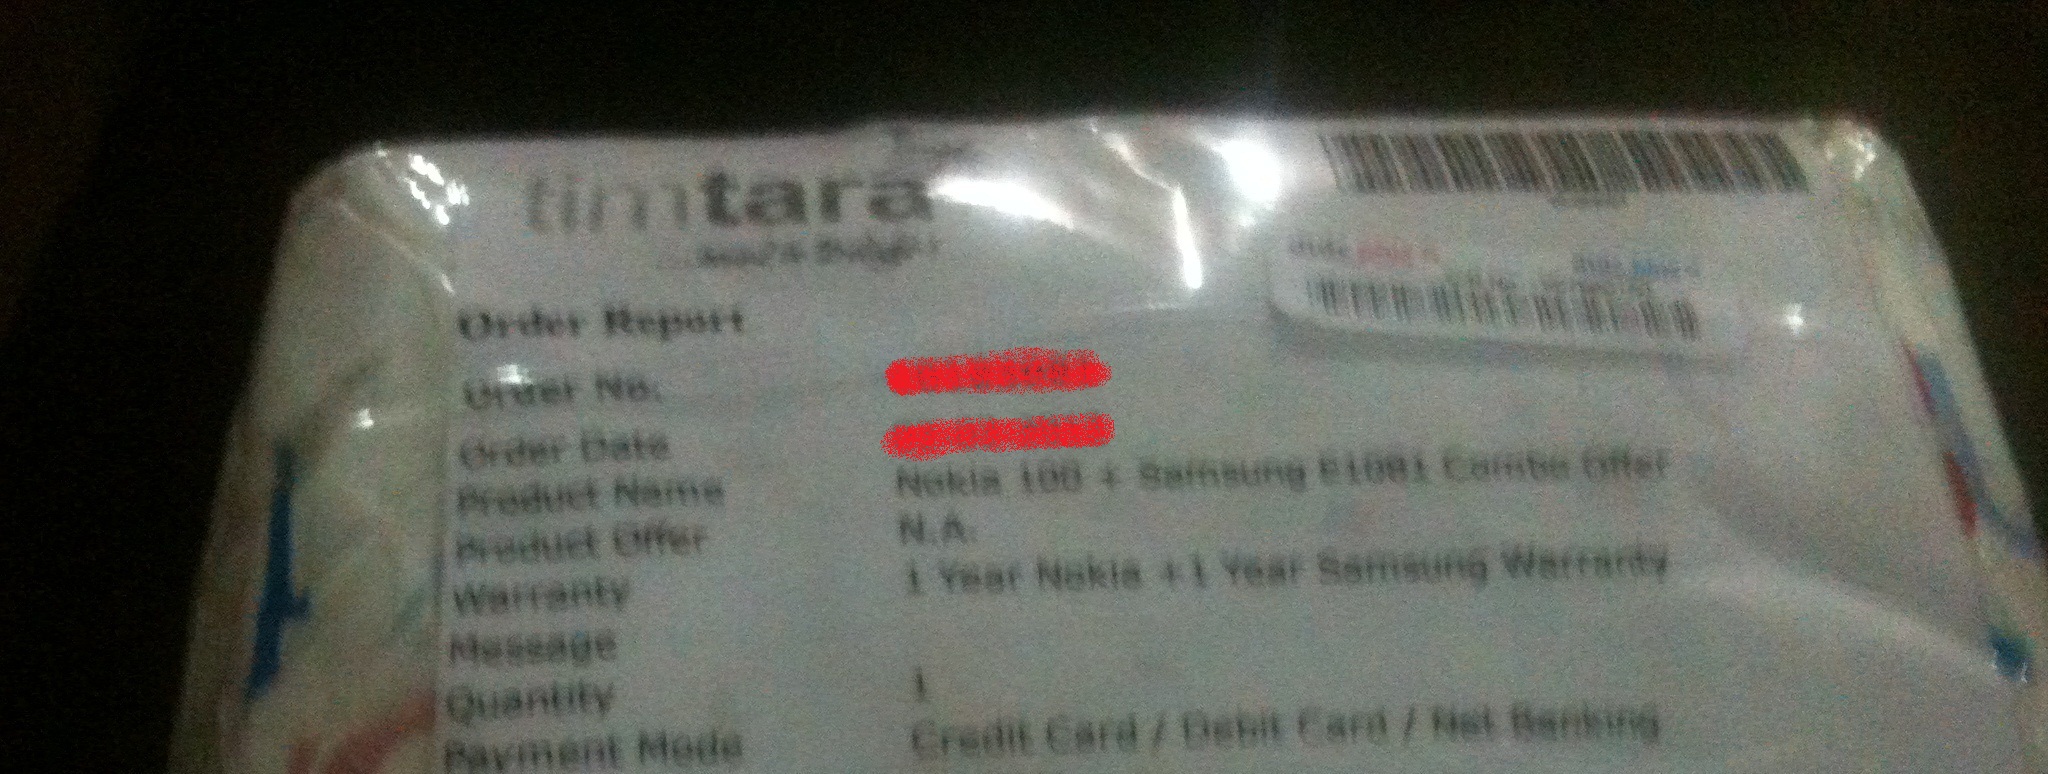 timtara
Order Report
Order No.
Order Date
Product Name Nokia 100 + Samsung E1081 Combo Offer
Product Offer N.A.
Warranty 1 Year Nokia +1 Year Samsung Warranty
Message
Quantity 1
Payment Mode Credit Card / Debit Card / Net Banking